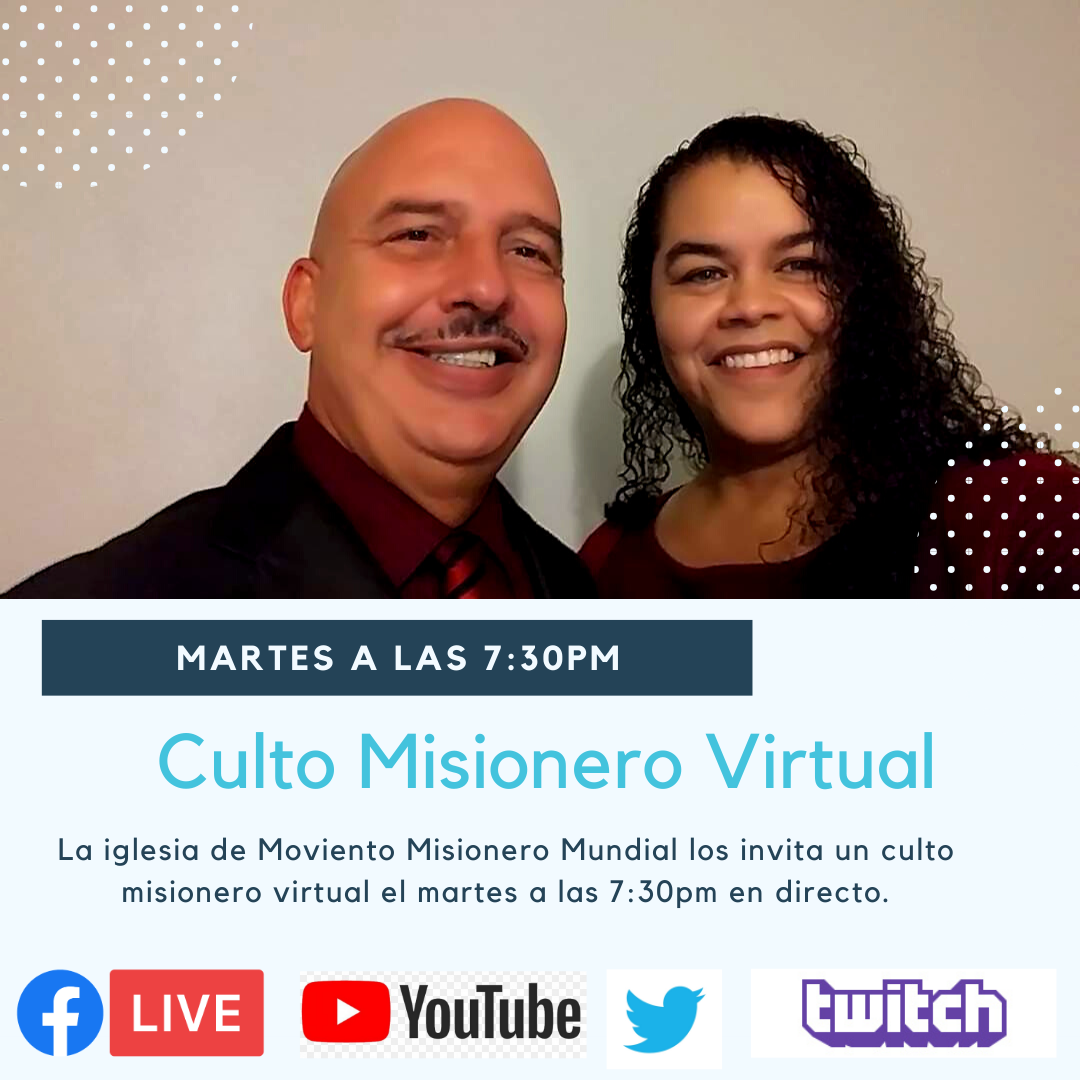 MARTES A LAS 7:30PM
Culto Misionero Virtual
La iglesia de Moviento Misionero Mundial los invita un culto
misionero virtual el martes a las 7:30pm en directo.
f LIVE YouTube twitch